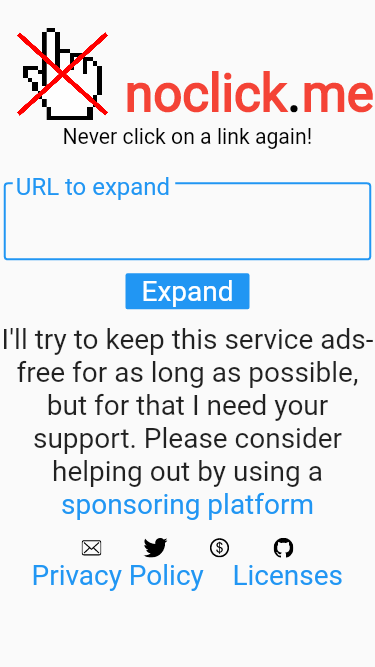 noclick.me
Never click on a link again!
URL to expand
Expand
I'll try to keep this service ads-
free for as long as possible,
but for that I need your
support. Please consider
helping out by using a
sponsoring platform
Privacy Policy Licenses